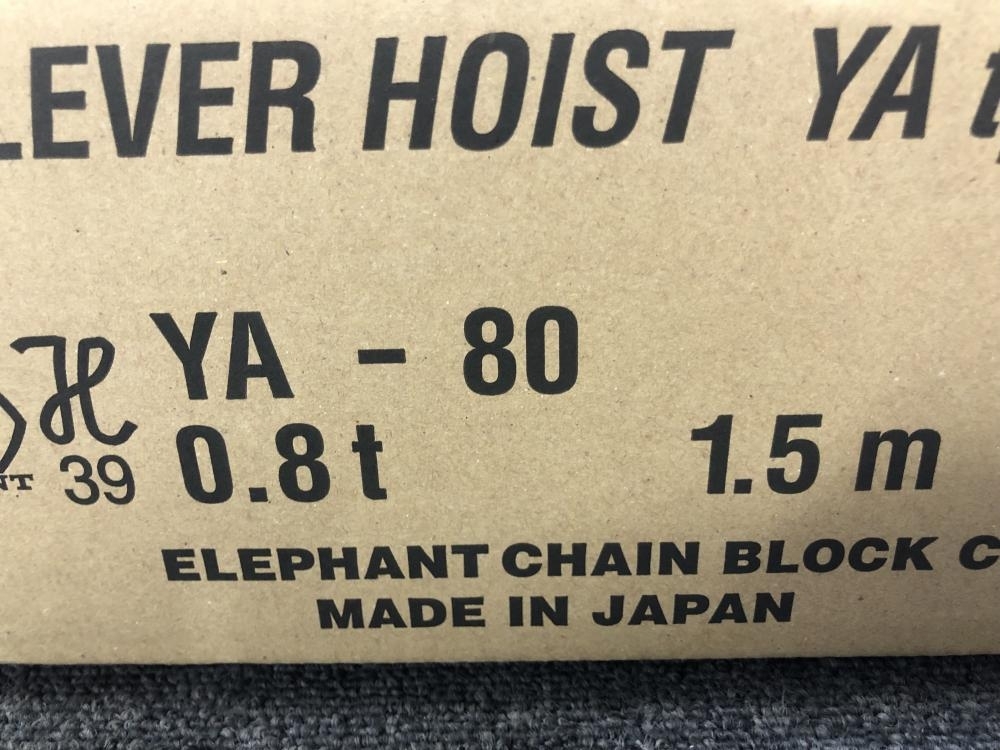 LEVER HOIST YA
YA - 80
0.8t 1.5 m
39
ELEPHANT CHAIN BLOCK C
MADE IN JAPAN